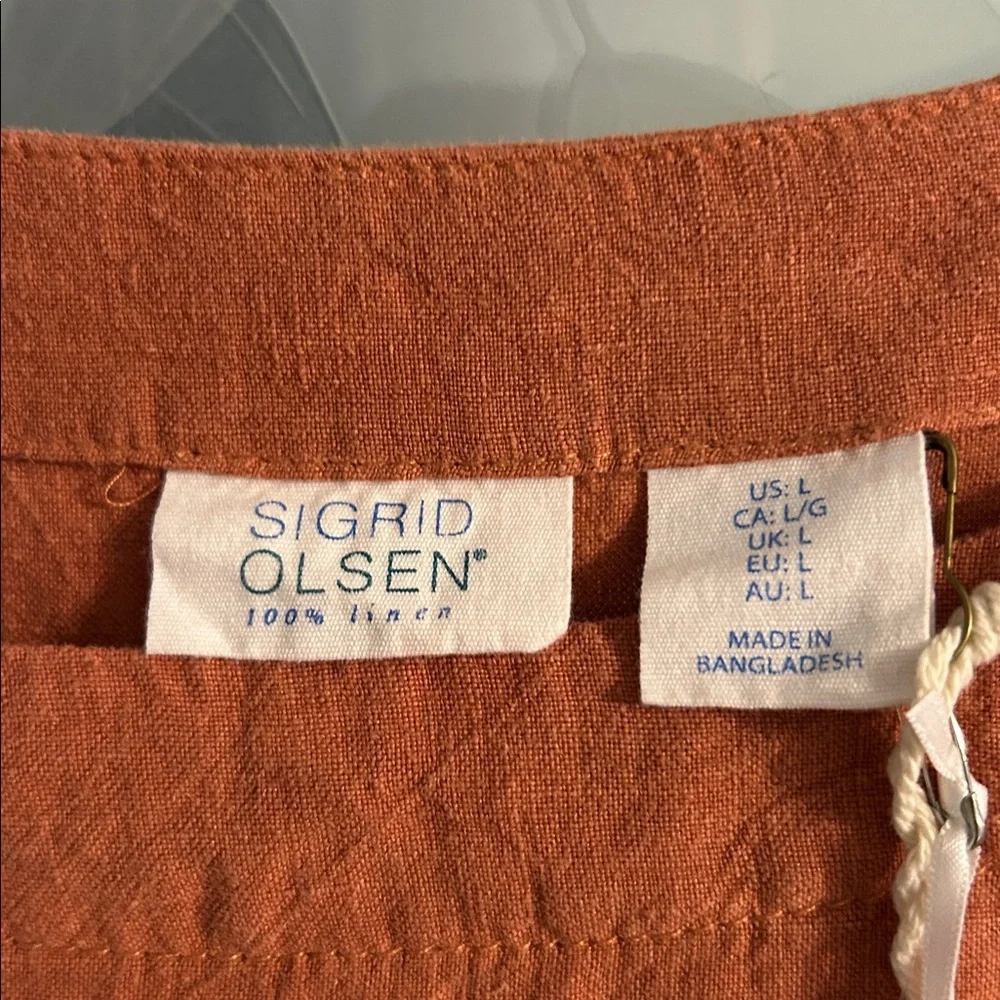 SIGRID
OLSEN®
100% linen
US: L
CA: L/G
UK: L
EU: L
AU: L
MADE IN
BANGLADESH